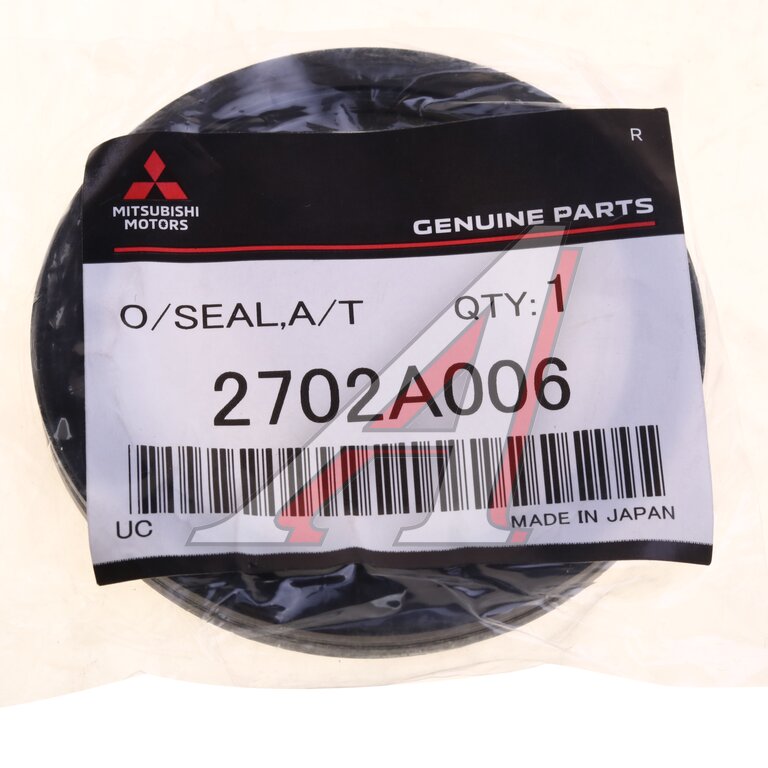 R
MITSUBISHI
MOTORS
GENUINE PARTS
O/SEAL,A/T QTY: 1
2702A006
UC MADE IN JAPAN